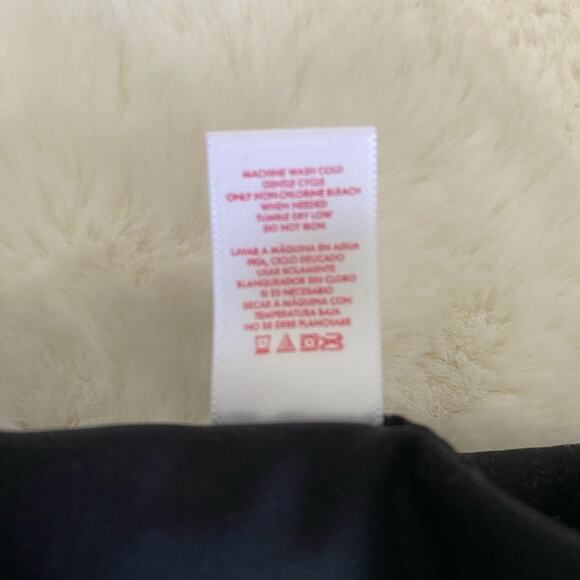 MACHINE WASH COLD
GENTLE CYCLE
ONLY NON-CHLORINE BLEACH
WHEN NEEDED
TUMBLE DRY LOW
DO NOT IRON
LAVAR A MÁQUINA EN AGUA
FRÍA, CICLO DELICADO
USAR SOLAMENTE
BLANQUEADOR SIN CLORO
SI ES NECESARIO
SECAR A MÁQUINA CON
TEMPERATURA BAJA
NO SE DEBE PLANCHARE